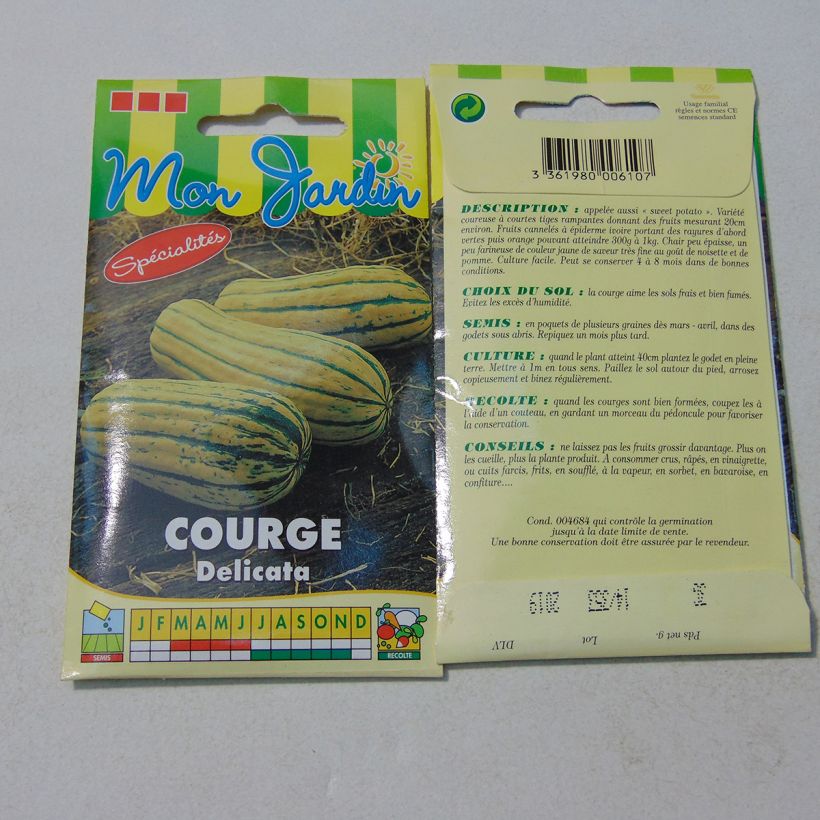 Mon Jardin
Spécialités
COURGE
Delicata
SEMIS
J F M A M J J A S O N D
RECOLTE
Usage familial
règles et normes CE
semences standard
3 361980 006107
DESCRIPTION : appelée aussi « sweet potato ». Variété
coureuse à courtes tiges rampantes donnant des fruits mesurant 20cm
environ. Fruits cannelés à épiderme ivoire portant des rayures d'abord
vertes puis orange pouvant atteindre 300g à 1kg. Chair peu épaisse, un
peu farineuse de couleur jaune de saveur très fine au goût de noisette et de
pomme. Culture facile. Peut se conserver 4 à 8 mois dans de bonnes
conditions.
CHOIX DU SOL : la courge aime les sols frais et bien fumés.
Evitez les excès d'humidité.
SEMIS : en poquets de plusieurs graines dès mars - avril, dans des
godets sous abris. Repiquez un mois plus tard.
CULTURE : quand le plant atteint 40cm plantez le godet en pleine
terre. Mettre à 1m en tous sens. Paillez le sol autour du pied, arrosez
copieusement et binez régulièrement.
RECOLTE : quand les courges sont bien formées, coupez les à
l'aide d'un couteau, en gardant un morceau du pédoncule pour favoriser
la conservation.
CONSEILS : ne laissez pas les fruits grossir davantage. Plus on
les cueille, plus la plante produit. A consommer crus, râpés, en vinaigrette,
ou cuits farcis, frits, en soufflé, à la vapeur, en sorbet, en bavaroise, en
confiture....
Cond. 004684 qui contrôle la germination
jusqu'à la date limite de vente.
Une bonne conservation doit être assurée par le revendeur.
2019
DLV Lot Pds net g.